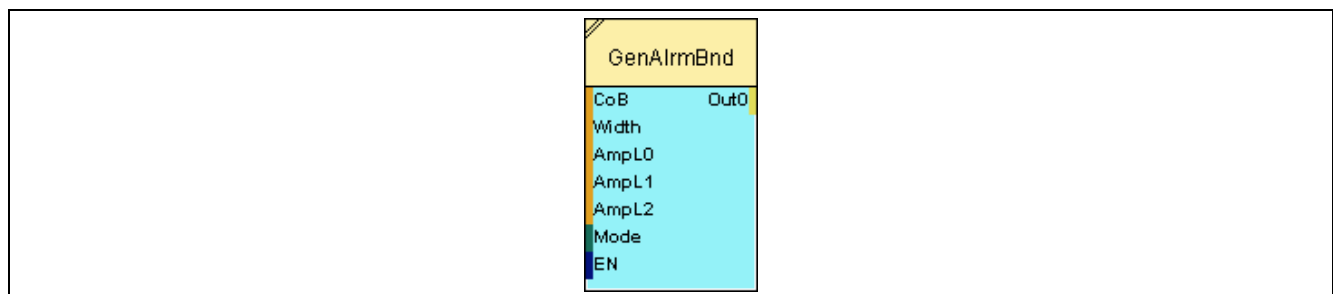 GenAlrmBnd
CoB Out0
Width
AmpL0
AmpL1
AmpL2
Mode
EN